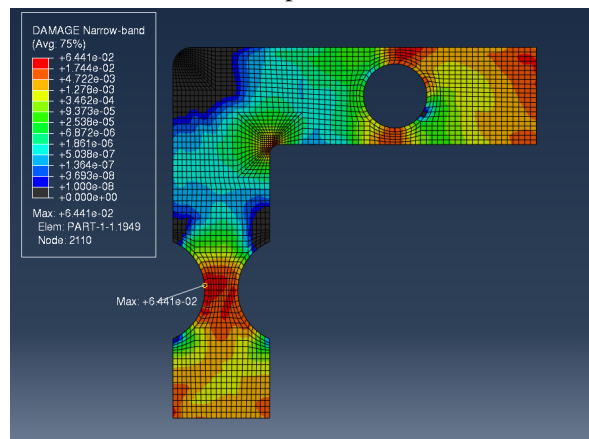 DAMAGE Narrow-band
(Avg: 75%)
+6.441e-02
+1.744e-02
+4.722e-03
+1.278e-03
+3.462e-04
+9.373e-05
+2.538e-05
+6.872e-06
+1.861e-06
+5.038e-07
+1.364e-07
+3.693e-08
+1.000e-08
+0.000e+00
Max: +6.441e-02
Elem: PART-1-1.1949
Node: 2110
Max: +6.441e-02